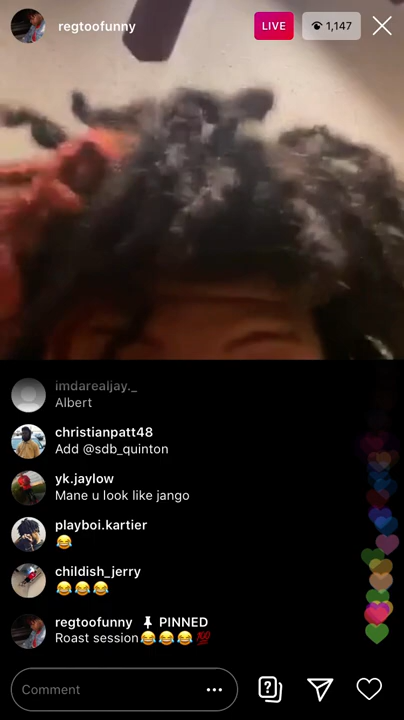 regtoofunny
LIVE
1,147
imdarealjay._
Albert
christianpatt48
Add @sdb_quinton
yk.jaylow
Mane u look like jango
playboi.kartier
😂
childish_jerry
😂😂😂
regtoofunny PINNED
Roast session😂😂😂💯
Comment